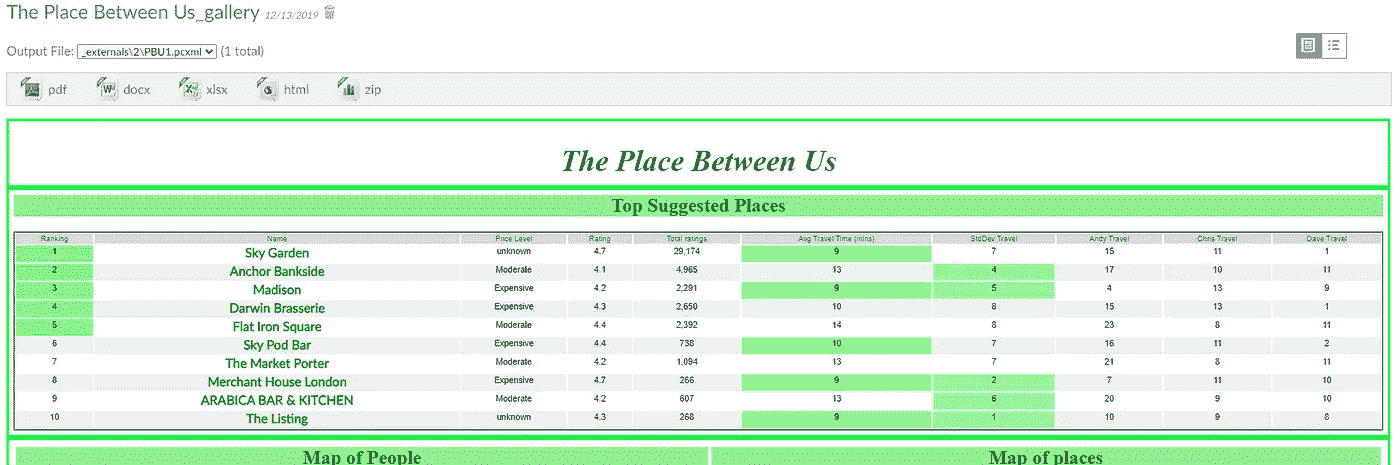 The Place Between Us_gallery 12/13/2019
Output File: _externals\2\PBU1.pcxml (1 total)
pdf docx xlsx html zip
The Place Between Us
Top Suggested Places
Ranking Name Price Level Rating Total ratings Avg Travel Time (mins) StdDev Travel Andy Travel Chris Travel Dave Travel
1 Sky Garden unknown 4.7 29,174 9 7 15 11 1
2 Anchor Bankside Moderate 4.1 4,965 13 4 17 10 11
3 Madison Expensive 4.2 2,291 9 5 4 13 9
4 Darwin Brasserie Expensive 4.3 2,650 10 8 15 13 1
5 Flat Iron Square Moderate 4.4 2,392 14 8 23 8 11
6 Sky Pod Bar Expensive 4.4 738 10 7 16 11 2
7 The Market Porter Moderate 4.2 1,094 13 7 21 8 11
8 Merchant House London Expensive 4.7 266 9 2 7 11 10
9 ARABICA BAR & KITCHEN Moderate 4.2 607 13 6 20 9 10
10 The Listing unknown 4.3 268 9 1 10 9 8
Map of People Map of places